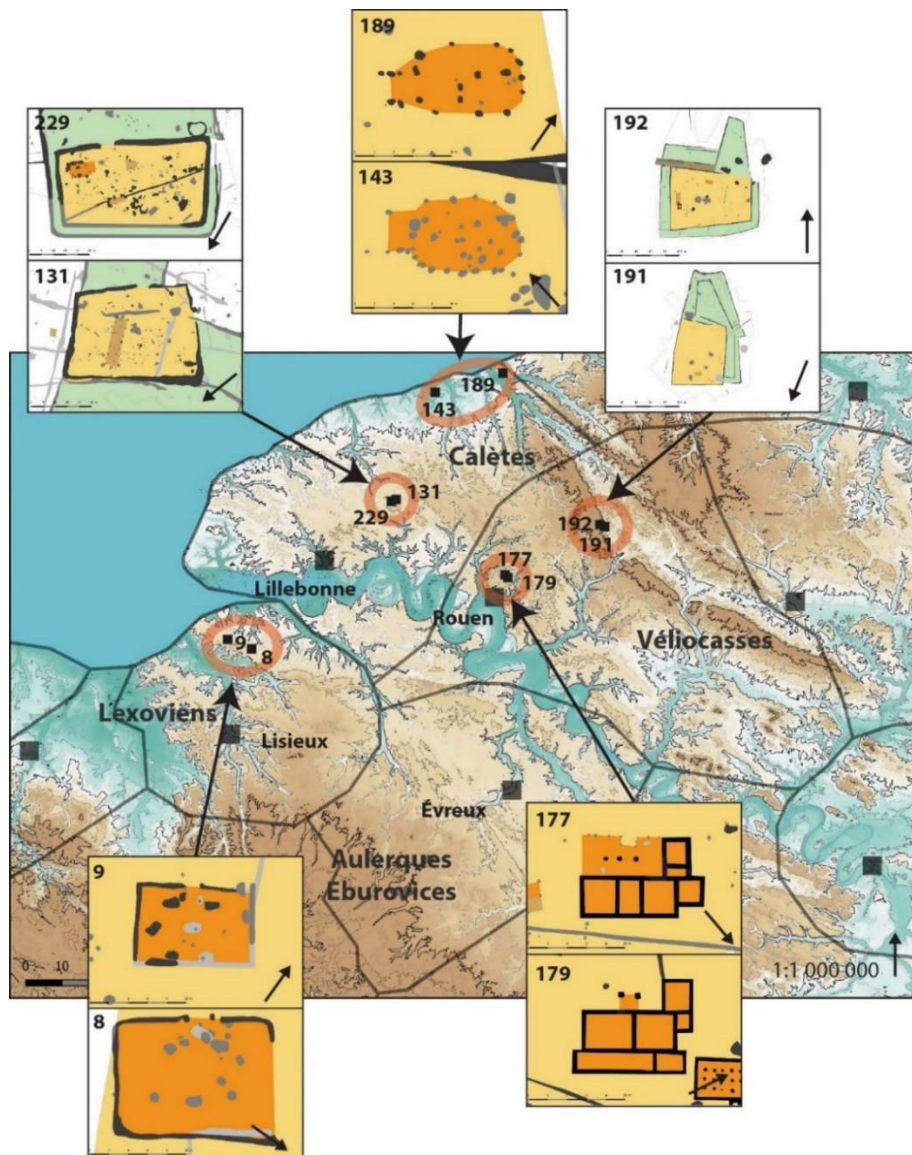 189
229
192
143
131
191
189
143
Calètes
131
229
192
191
177
179
Lillebonne
Rouen
9
8
Véliocasses
Lexoviens
Lisieux
Évreux
177
Aulerques
Eburovices
9
179
0 10
1:1 000 000
8